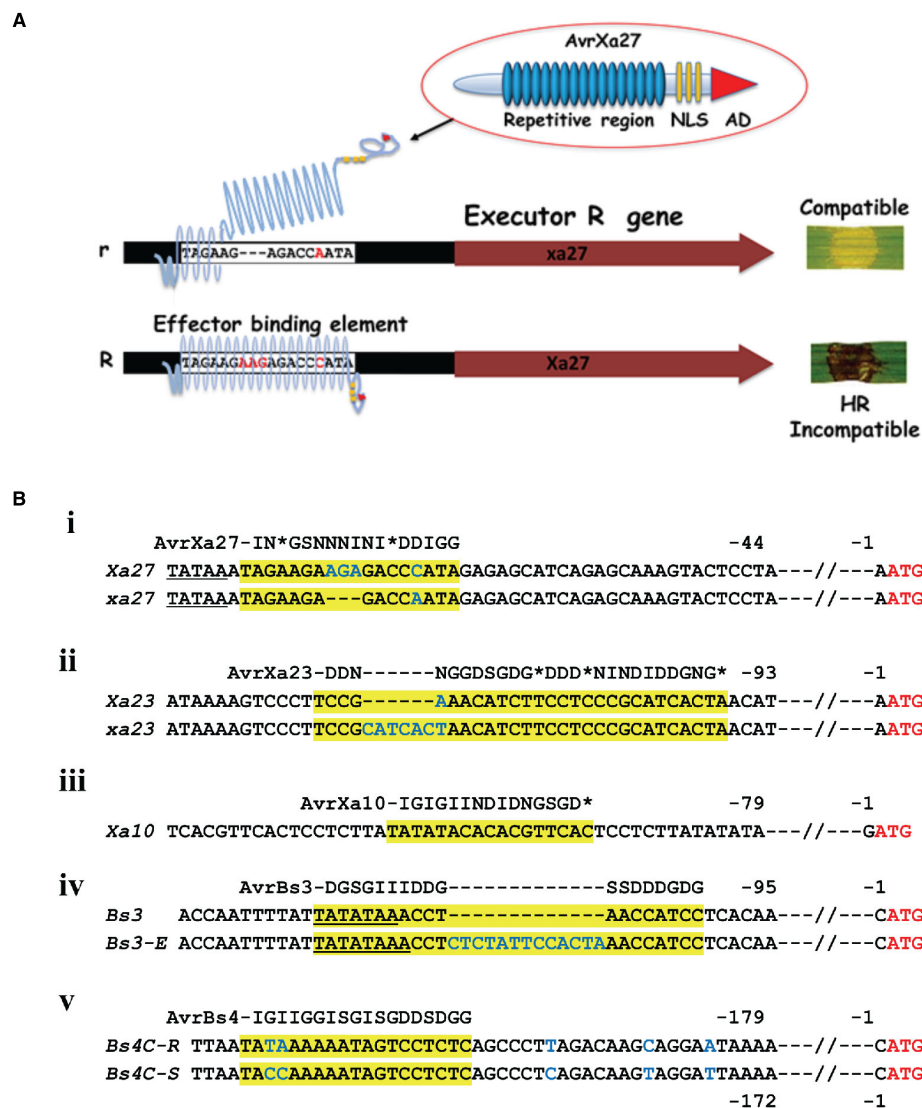 A
AvrXa27
Repetitive region NLS AD
Executor R gene
Compatible
r TAGAAG---AGACCAATA xa27
Effector binding element
R TAGAAGAAGAGACCCATA Xa27
HR
Incompatible
B
i
AvrXa27-IN*GSNNNINI*DDIGG -44 -1
Xa27 TATAAATAGAAGAAGAGACCCATAGAGAGCATCAGAGCAAAGTACTCCTA---//---AATG
xa27 TATAAATAGAAGA---GACCAATAGAGAGCATCAGAGCAAAGTACTCCTA---//---AATG
ii
AvrXa23-DDN------NGGDSGDG*DDD*NINDIDDGNG* -93 -1
Xa23 ATAAAAGTCCCTTCCG------AAACATCTTCCTCCCGCATCACTAACAT---//---AATG
xa23 ATAAAAGTCCCTTCCGCATCACTAACATCTTCCTCCCGCATCACTAACAT---//---AATG
iii
AvrXa10-IGIGIINDIDNGSGD* -79 -1
Xa10 TCACGTTCACTCCTCTTATATATACACACGTTCACTCCTCTTATATATA---//---GATG
iv
AvrBs3-DGSGIIIDDG------------SSDDDGDG -95 -1
Bs3 ACCAATTTTATTATATAAACCT------------AACCATCCTCACAA---//---CATG
Bs3-E ACCAATTTTATTATATAAACCTCTCTATTCCACTAAACCATCCTCACAA---//---CATG
v
AvrBs4-IGIIGGISGISGDDSDGG -179 -1
Bs4C-R TTAATATAAAAAATAGTCCTCTCAGCCCTTAGACAAGCAGGAATAAAA---//---CATG
Bs4C-S TTAATACCAAAAATAGTCCTCTCAGCCCTCAGACAAGTAGGATTAAAA---//---CATG
-172 -1